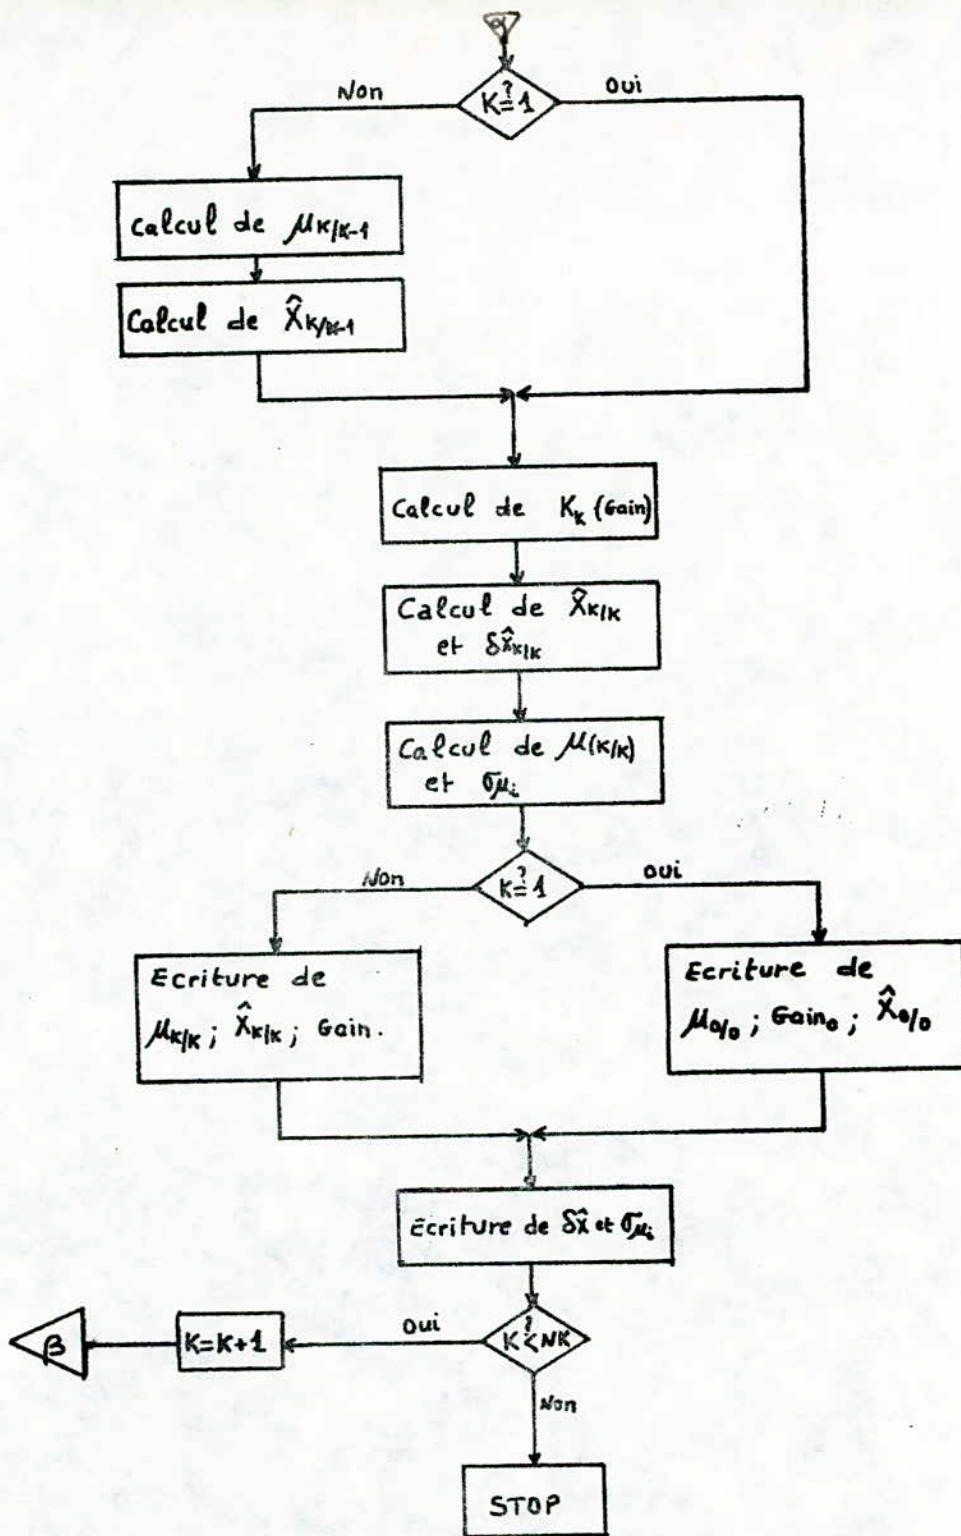 α
K ≟ 1
Non
Oui
Calcul de μK/K-1
Calcul de X̂K/K-1
Calcul de KK (Gain)
Calcul de X̂K/K
et δx̂K/K
Calcul de μ(K/K)
et σμi
K ≟ 1
Non
Oui
Ecriture de
μK/K ; X̂K/K ; Gain.
Ecriture de
μ0/0 ; Gain0 ; X̂0/0
Ecriture de δx̂ et σμi
K <? NK
Oui
K=K+1
β
Non
STOP